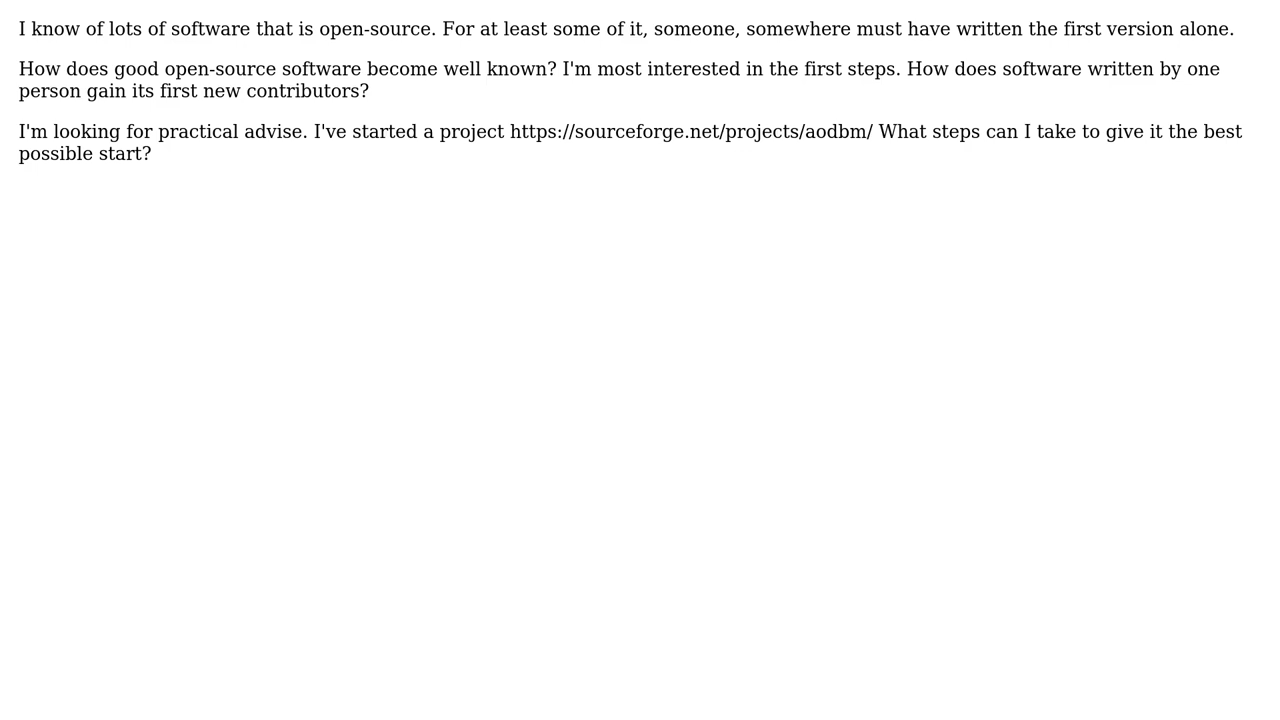 I know of lots of software that is open-source. For at least some of it, someone, somewhere must have written the first version alone.
How does good open-source software become well known? I'm most interested in the first steps. How does software written by one
person gain its first new contributors?
I'm looking for practical advise. I've started a project https://sourceforge.net/projects/aodbm/ What steps can I take to give it the best
possible start?